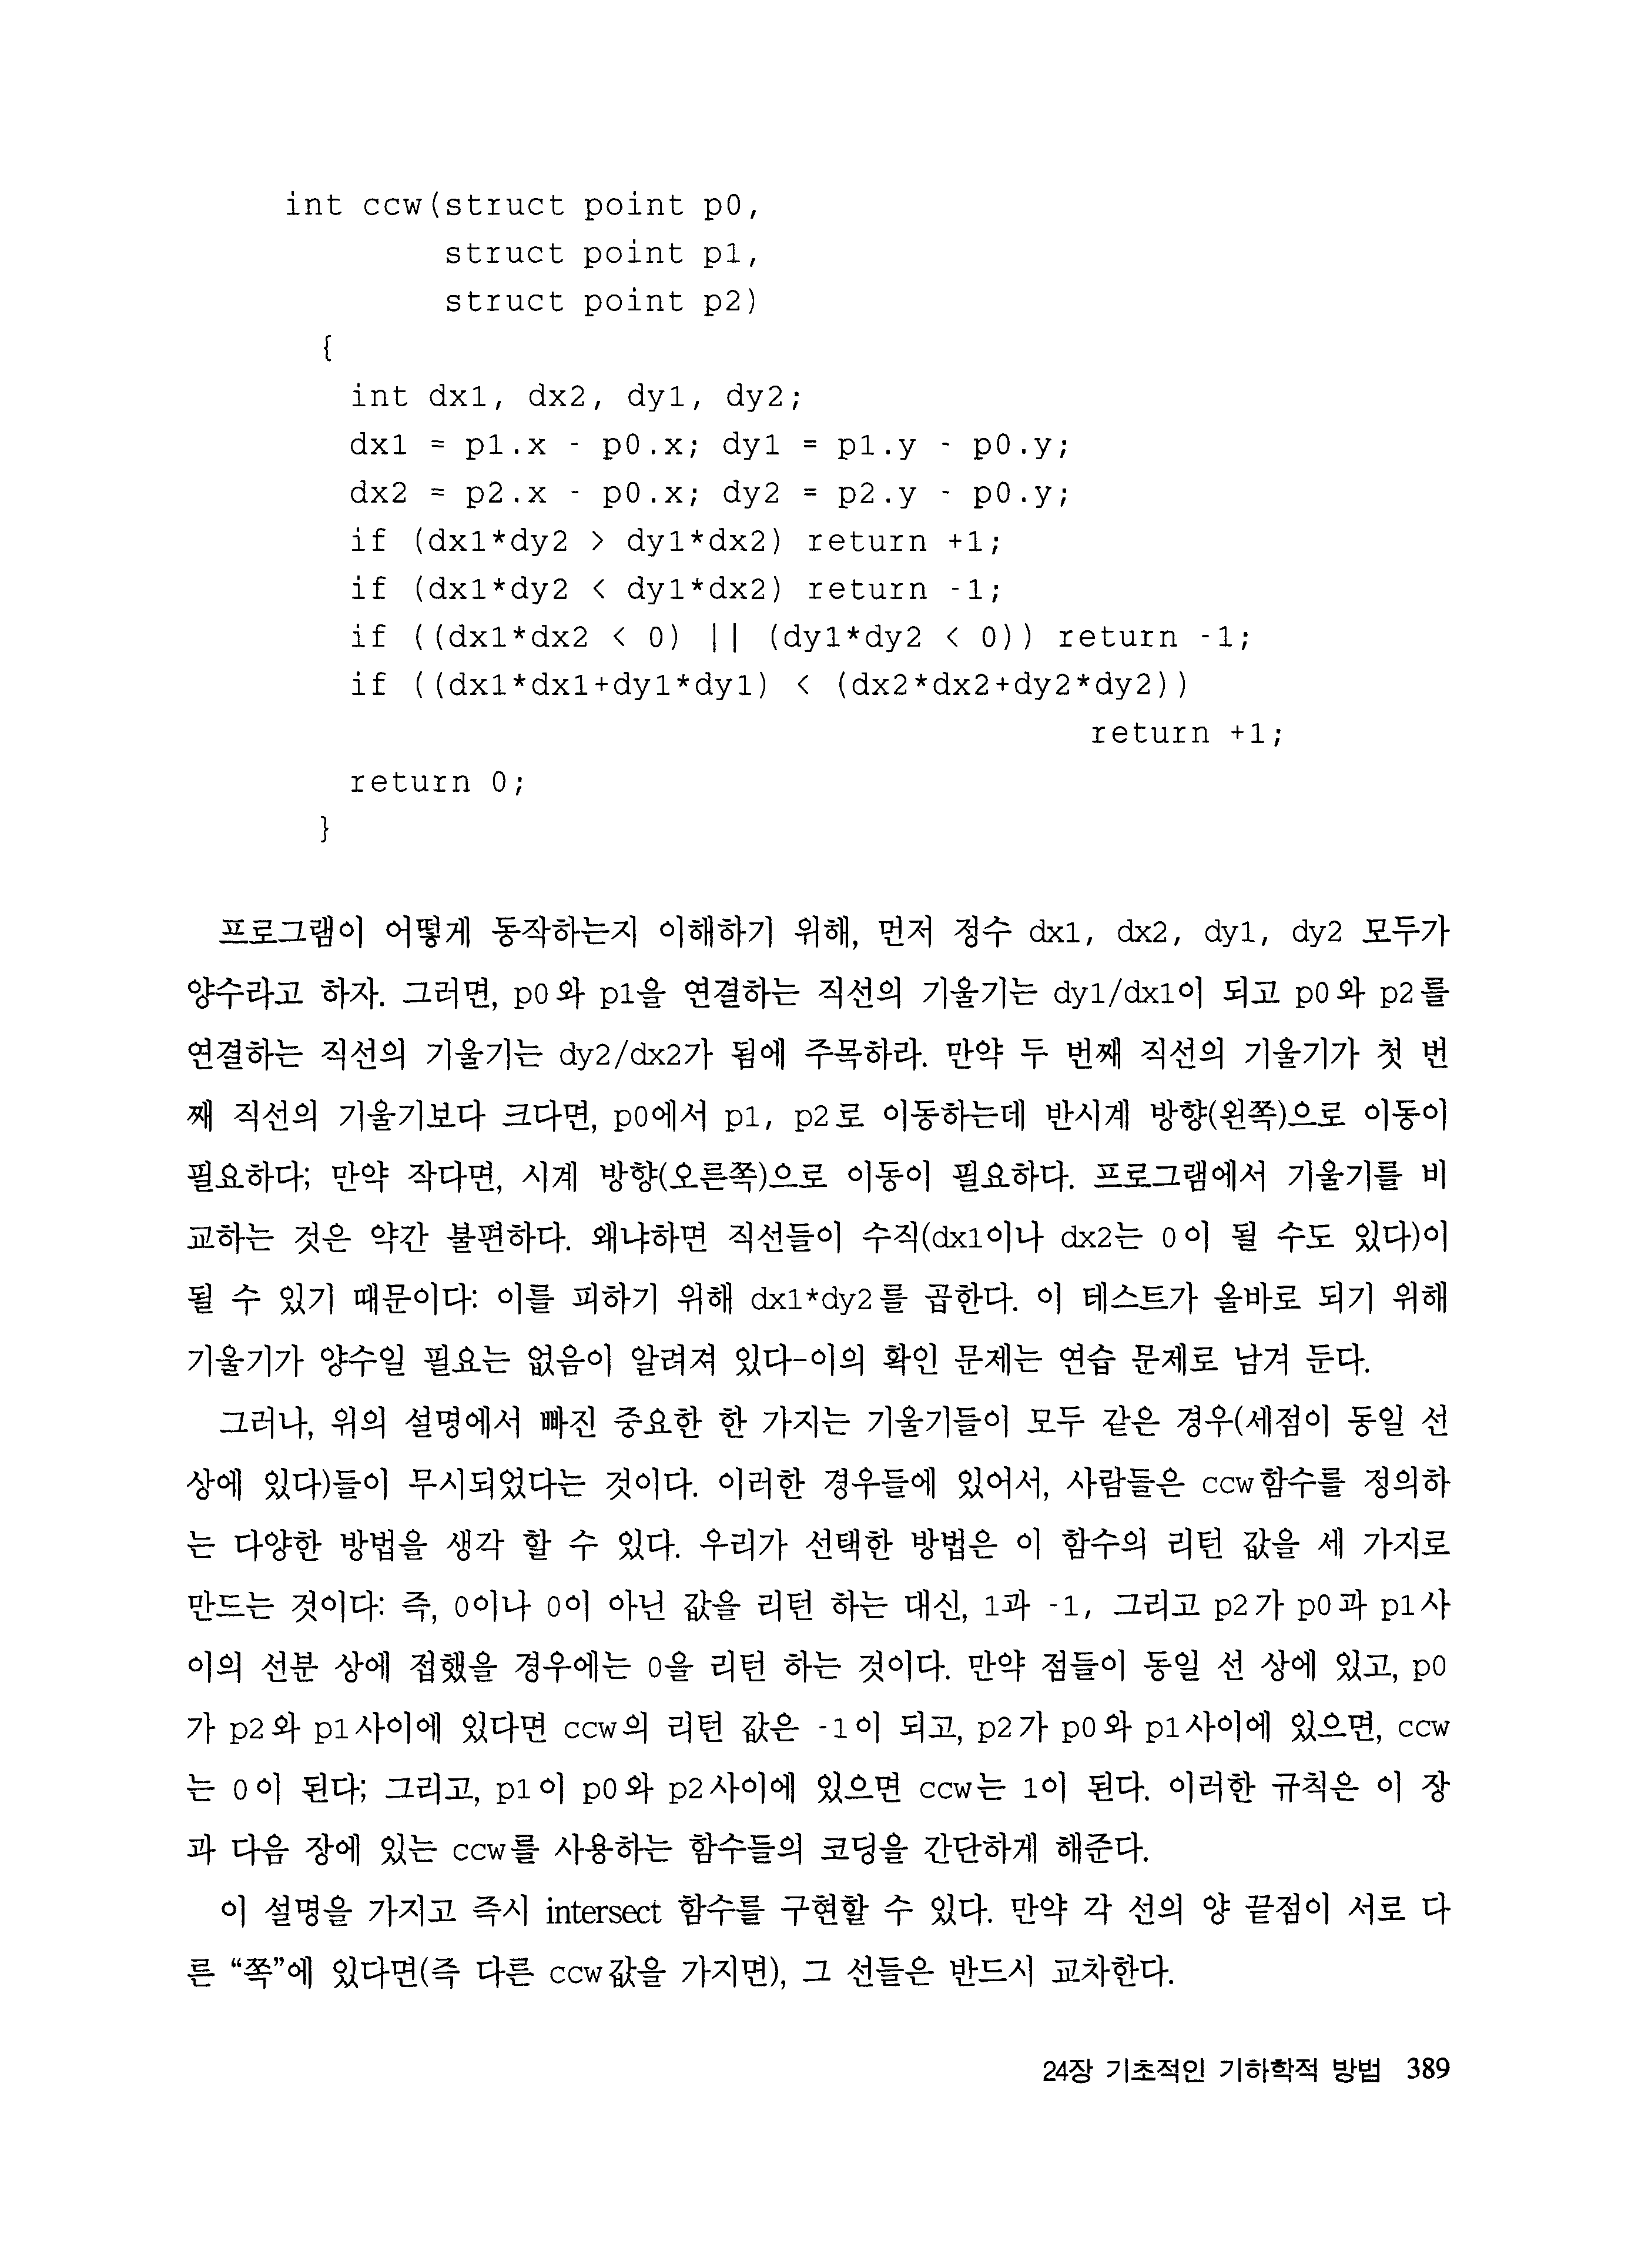 int ccw(struct point p0,
struct point p1,
struct point p2)
{
int dx1, dx2, dy1, dy2;
dx1 = p1.x - p0.x; dy1 = p1.y - p0.y;
dx2 = p2.x - p0.x; dy2 = p2.y - p0.y;
if (dx1*dy2 > dy1*dx2) return +1;
if (dx1*dy2 < dy1*dx2) return -1;
if ((dx1*dx2 < 0) || (dy1*dy2 < 0)) return -1;
if ((dx1*dx1+dy1*dy1) < (dx2*dx2+dy2*dy2))
return +1;
return 0;
}
프로그램이 어떻게 동작하는지 이해하기 위해, 먼저 정수 dx1, dx2, dy1, dy2 모두가
양수라고 하자. 그러면, p0와 p1을 연결하는 직선의 기울기는 dy1/dx1이 되고 p0와 p2를
연결하는 직선의 기울기는 dy2/dx2가 됨에 주목하라. 만약 두 번째 직선의 기울기가 첫 번
째 직선의 기울기보다 크다면, p0에서 p1, p2로 이동하는데 반시계 방향(왼쪽)으로 이동이
필요하다; 만약 작다면, 시계 방향(오른쪽)으로 이동이 필요하다. 프로그램에서 기울기를 비
교하는 것은 약간 불편하다. 왜냐하면 직선들이 수직(dx1이나 dx2는 0이 될 수도 있다)이
될 수 있기 때문이다: 이를 피하기 위해 dx1*dy2를 곱한다. 이 테스트가 올바로 되기 위해
기울기가 양수일 필요는 없음이 알려져 있다-이의 확인 문제는 연습 문제로 남겨 둔다.
그러나, 위의 설명에서 빠진 중요한 한 가지는 기울기들이 모두 같은 경우(세점이 동일 선
상에 있다)들이 무시되었다는 것이다. 이러한 경우들에 있어서, 사람들은 ccw함수를 정의하
는 다양한 방법을 생각 할 수 있다. 우리가 선택한 방법은 이 함수의 리턴 값을 세 가지로
만드는 것이다: 즉, 0이나 0이 아닌 값을 리턴 하는 대신, 1과 -1, 그리고 p2가 p0과 p1사
이의 선분 상에 접했을 경우에는 0을 리턴 하는 것이다. 만약 점들이 동일 선 상에 있고, p0
가 p2와 p1사이에 있다면 ccw의 리턴 값은 -1이 되고, p2가 p0와 p1사이에 있으면, ccw
는 0이 된다; 그리고, p1이 p0와 p2사이에 있으면 ccw는 1이 된다. 이러한 규칙은 이 장
과 다음 장에 있는 ccw를 사용하는 함수들의 코딩을 간단하게 해준다.
이 설명을 가지고 즉시 intersect 함수를 구현할 수 있다. 만약 각 선의 양 끝점이 서로 다
른 “쪽”에 있다면(즉 다른 ccw값을 가지면), 그 선들은 반드시 교차한다.
24장 기초적인 기하학적 방법 389